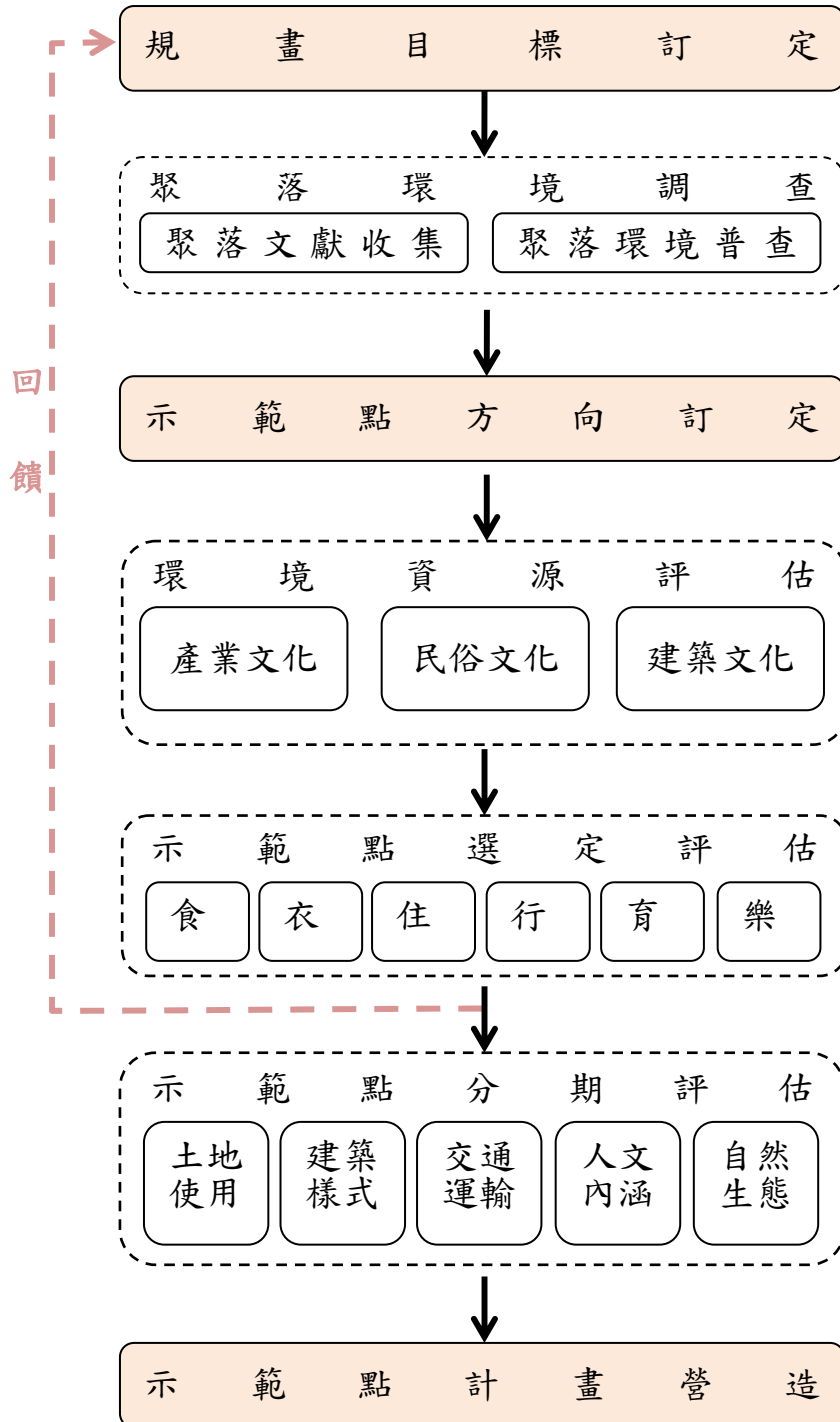 規畫目標訂定
聚落環境調查
聚落文獻收集
聚落環境普查
示範點方向訂定
回
饋
環境資源評估
產業文化
民俗文化
建築文化
示範點選定評估
食
衣
住
行
育
樂
示範點分期評估
土地
使用
建築
樣式
交通
運輸
人文
內涵
自然
生態
示範點計畫營造